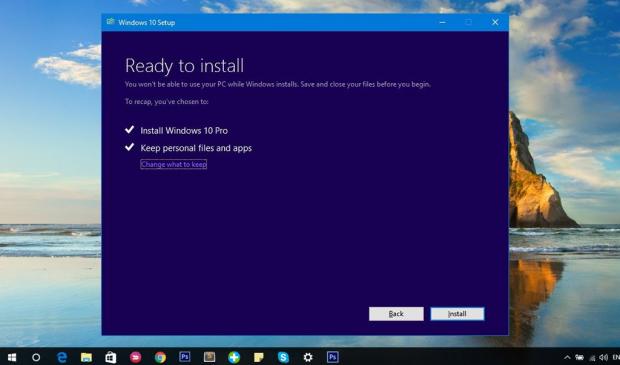 Windows 10 Setup
Ready to install
You won't be able to use your PC while Windows installs. Save and close your files before you begin.
To recap, you've chosen to:
Install Windows 10 Pro
Keep personal files and apps
Change what to keep
Back
Install
Ps
S
Ps
EN